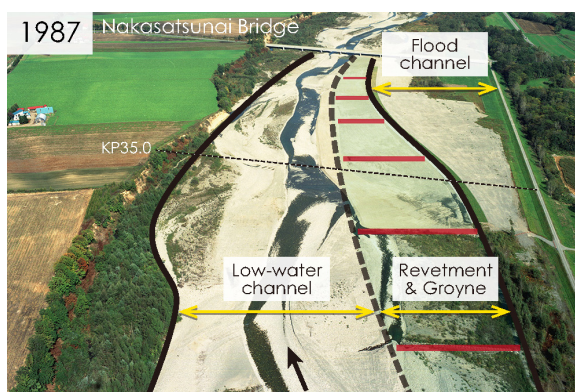 1987
Nakasatsunai Bridge
Flood
channel
KP35.0
Low-water
channel
Revetment
& Groyne